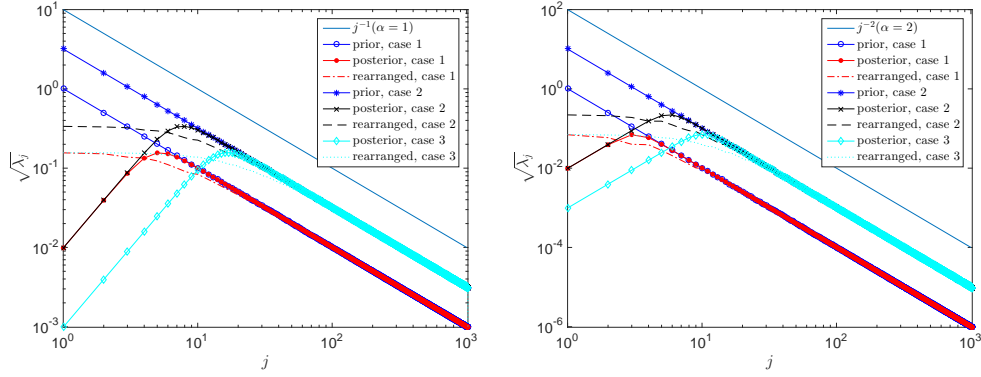 10^1
10^0
10^-1
10^-2
10^-3
√λ_j
10^0
10^1
10^2
10^3
j
j^-1(α = 1)
prior, case 1
posterior, case 1
rearranged, case 1
prior, case 2
posterior, case 2
rearranged, case 2
posterior, case 3
rearranged, case 3
10^2
10^0
10^-2
10^-4
10^-6
√λ_j
10^0
10^1
10^2
10^3
j
j^-2(α = 2)
prior, case 1
posterior, case 1
rearranged, case 1
prior, case 2
posterior, case 2
rearranged, case 2
posterior, case 3
rearranged, case 3